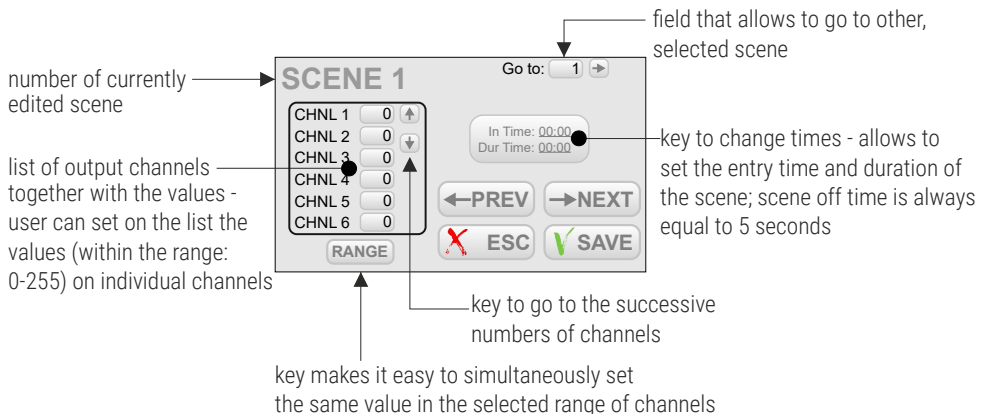 field that allows to go to other,
selected scene
number of currently
edited scene
SCENE 1
Go to: 1
CHNL 1 0
CHNL 2 0
CHNL 3 0
CHNL 4 0
CHNL 5 0
CHNL 6 0
RANGE
In Time: 00:00
Dur Time: 00:00
PREV
NEXT
ESC
SAVE
list of output channels
together with the values -
user can set on the list the
values (within the range:
0-255) on individual channels
key to change times - allows to
set the entry time and duration of
the scene; scene off time is always
equal to 5 seconds
key to go to the successive
numbers of channels
key makes it easy to simultaneously set
the same value in the selected range of channels